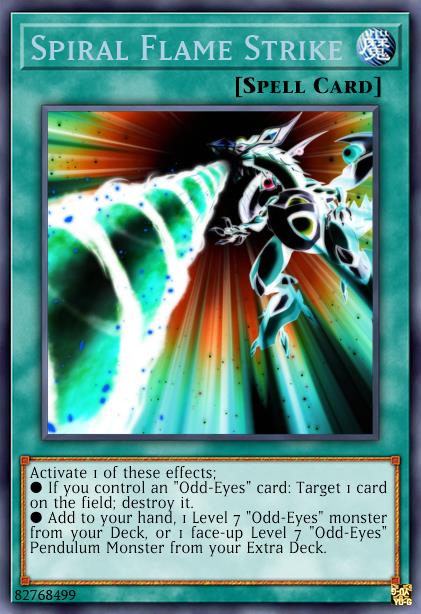 Spiral Flame Strike 魔
[Spell Card]
Activate 1 of these effects;
● If you control an "Odd-Eyes" card: Target 1 card
on the field; destroy it.
● Add to your hand, 1 Level 7 "Odd-Eyes" monster
from your Deck, or 1 face-up Level 7 "Odd-Eyes"
Pendulum Monster from your Extra Deck.
82768499